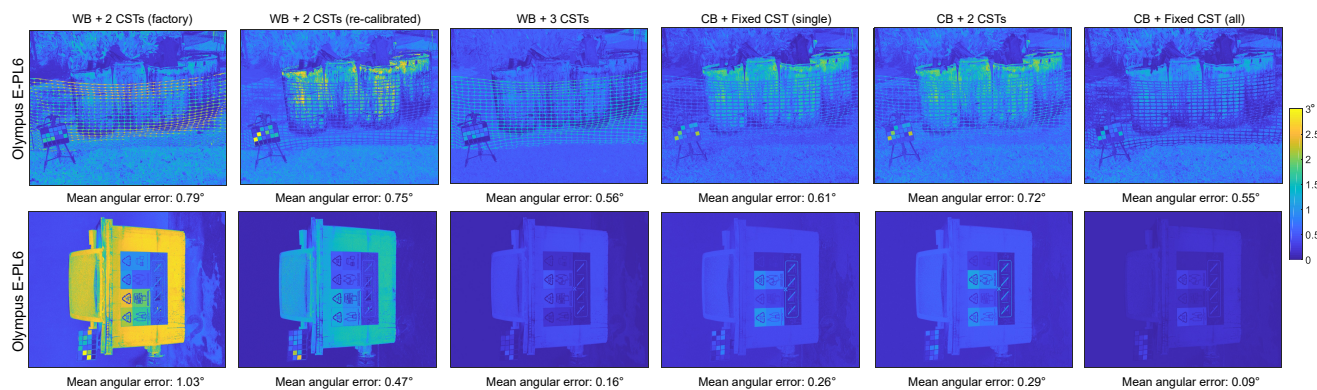 WB + 2 CSTs (factory)
WB + 2 CSTs (re-calibrated)
WB + 3 CSTs
CB + Fixed CST (single)
CB + 2 CSTs
CB + Fixed CST (all)
Olympus E-PL6
3°
2.5
2
1.5
1
0.5
0
Mean angular error: 0.79°
Mean angular error: 0.75°
Mean angular error: 0.56°
Mean angular error: 0.61°
Mean angular error: 0.72°
Mean angular error: 0.55°
Olympus E-PL6
Mean angular error: 1.03°
Mean angular error: 0.47°
Mean angular error: 0.16°
Mean angular error: 0.26°
Mean angular error: 0.29°
Mean angular error: 0.09°